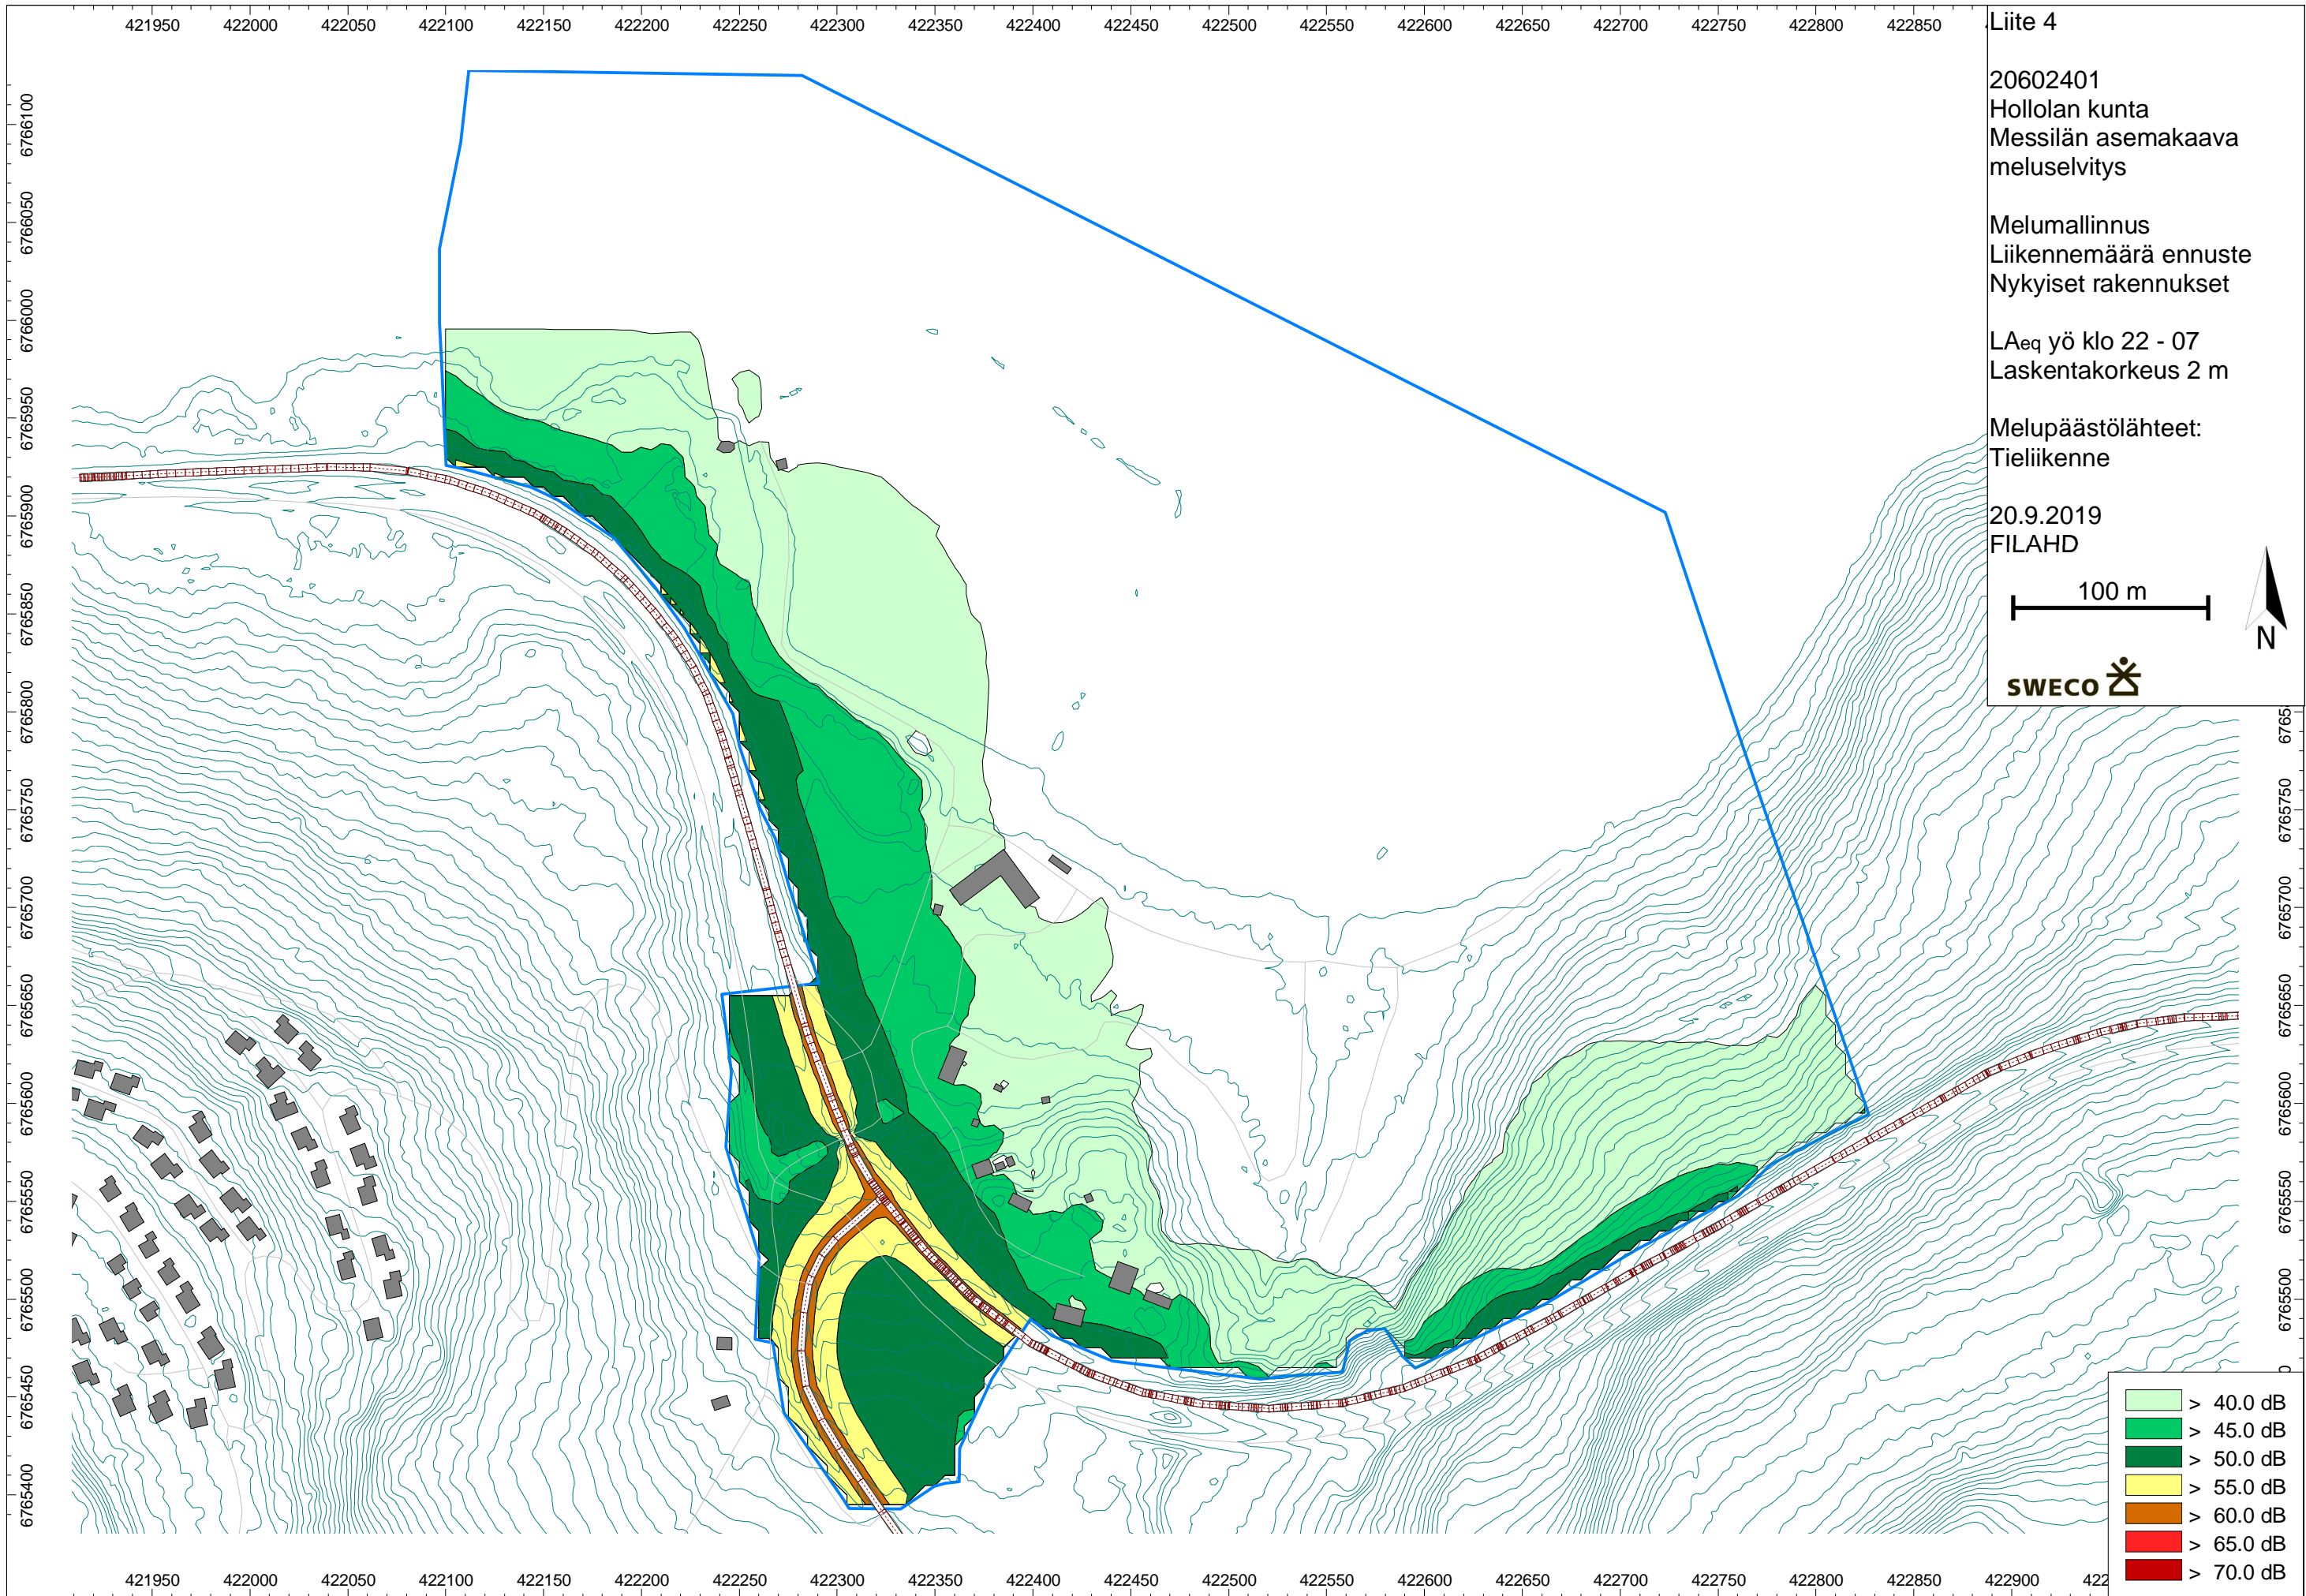 421950 422000 422050 422100 422150 422200 422250 422300 422350 422400 422450 422500 422550 422600 422650 422700 422750 422800 422850
Liite 4
20602401
Hollolan kunta
Messilän asemakaava
meluselvitys
Melumallinnus
Liikennemäärä ennuste
Nykyiset rakennukset
LAeq yö klo 22 - 07
Laskentakorkeus 2 m
Melupäästölähteet:
Tieliikenne
20.9.2019
FILAHD
100 m
N
SWECO
6766100
6766050
6766000
6765950
6765900
6765850
6765800
6765750
6765700
6765650
6765600
6765550
6765500
6765450
6765400
6765750
6765700
6765650
6765600
6765550
6765500
> 40.0 dB
> 45.0 dB
> 50.0 dB
> 55.0 dB
> 60.0 dB
> 65.0 dB
> 70.0 dB
421950 422000 422050 422100 422150 422200 422250 422300 422350 422400 422450 422500 422550 422600 422650 422700 422750 422800 422850 422900